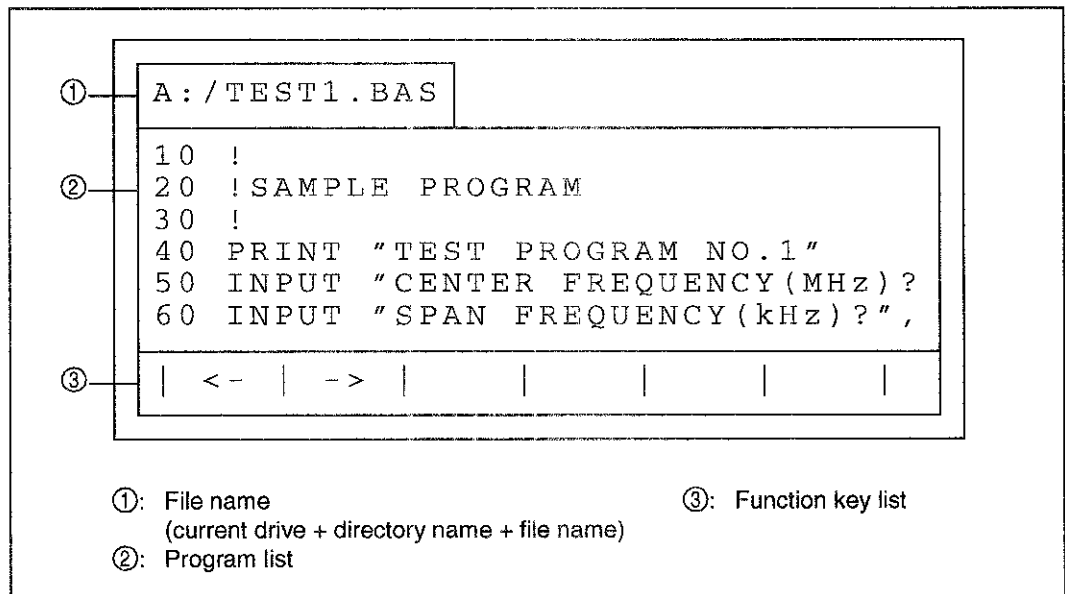 ① A:/TEST1.BAS
10 !
② 20 !SAMPLE PROGRAM
30 !
40 PRINT "TEST PROGRAM NO.1"
50 INPUT "CENTER FREQUENCY(MHz)?
60 INPUT "SPAN FREQUENCY(kHz)?",
③ | <- | -> | | | | |
①: File name
(current drive + directory name + file name)
②: Program list
③: Function key list